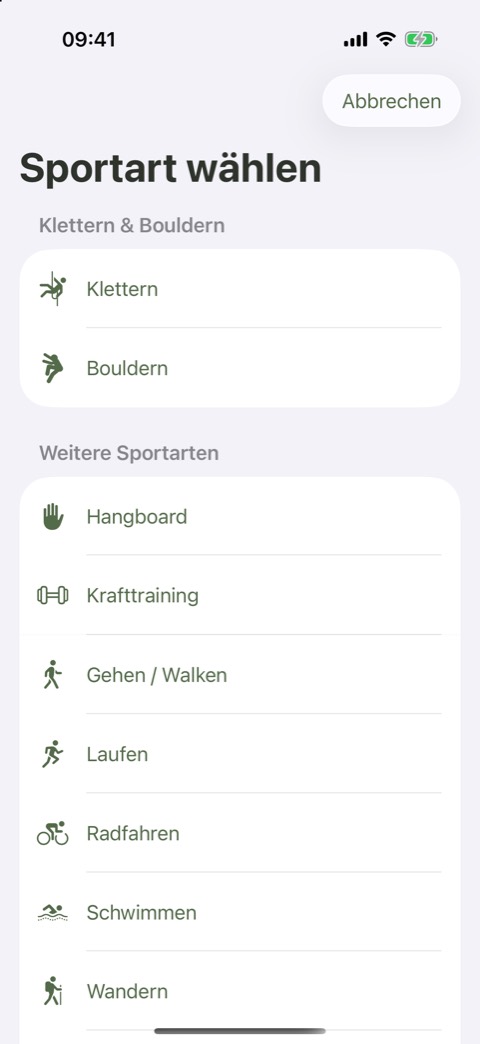 09:41
Abbrechen
Sportart wählen
Klettern & Bouldern
Klettern
Bouldern
Weitere Sportarten
Hangboard
Krafttraining
Gehen / Walken
Laufen
Radfahren
Schwimmen
Wandern